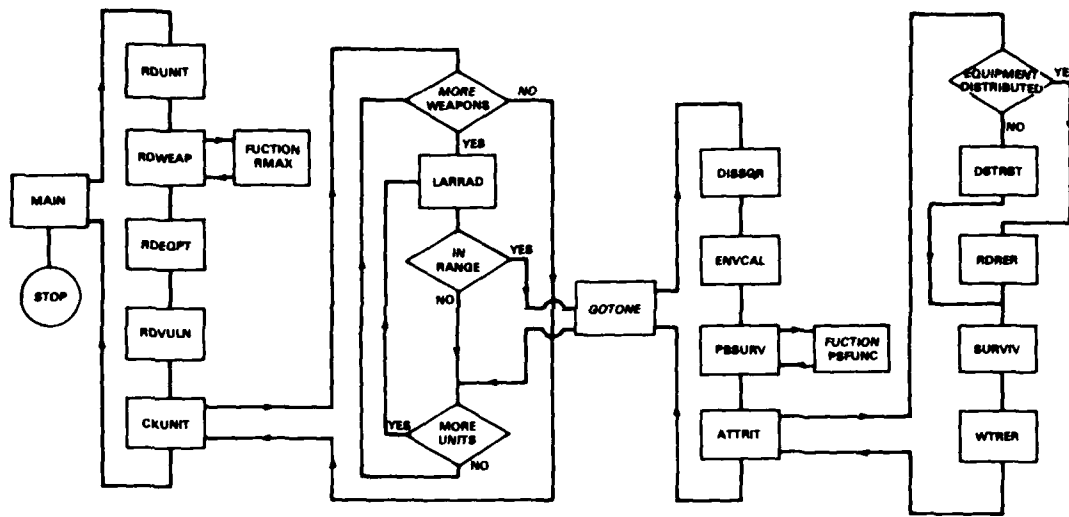 MAIN
STOP
RDUNIT
RDWEAP
FUCTION
RMAX
RDEQPT
RDVULN
CKUNIT
MORE
WEAPONS
NO
YES
LARRAD
IN
RANGE
YES
NO
MORE
UNITS
YES
NO
GOTONE
DISSQR
ENVCAL
PSSURV
FUCTION
PSFUNC
ATTRIT
EQUIPMENT
DISTRIBUTED
YES
NO
DSTRBT
RDRER
SURVIV
WTRER